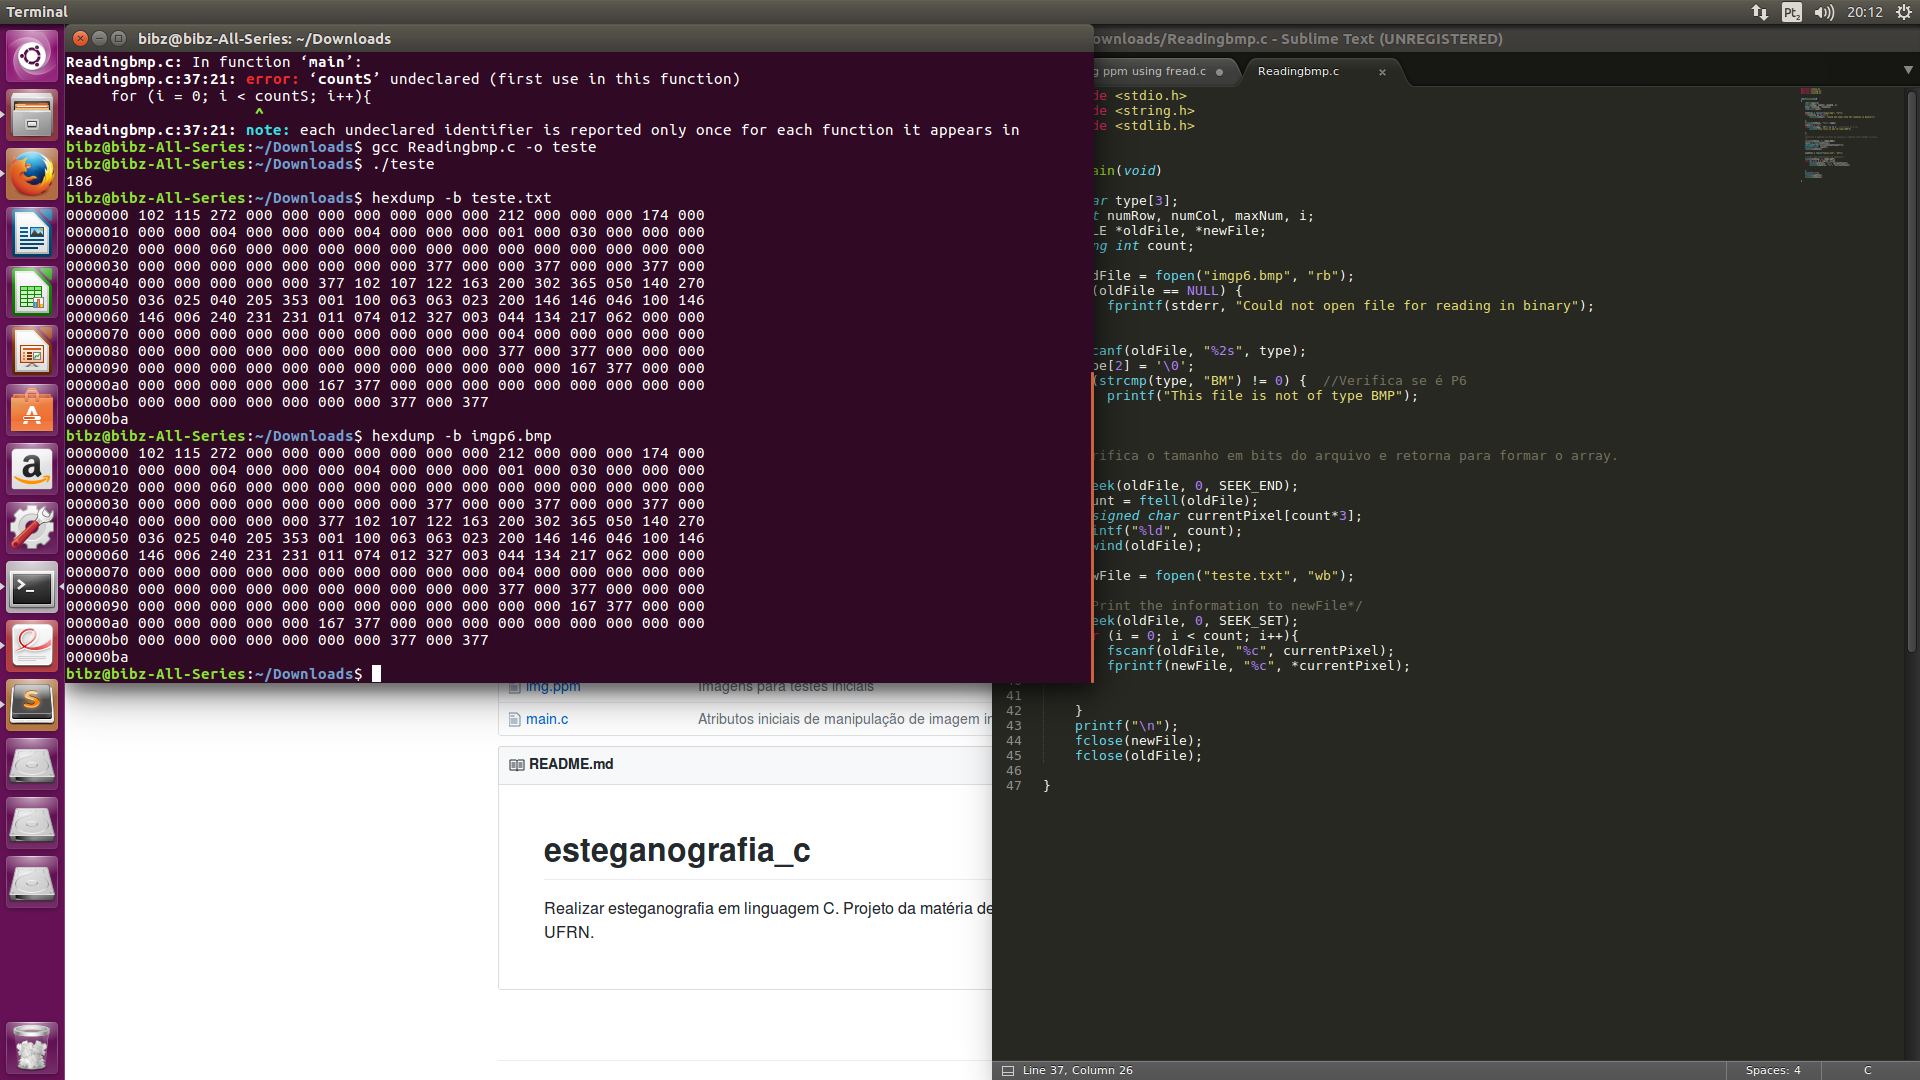 Terminal
Pt2
20:12
bibz@bibz-All-Series: ~/Downloads
Readingbmp.c: In function ‘main’:
Readingbmp.c:37:21: error: ‘countS’ undeclared (first use in this function)
for (i = 0; i < countS; i++){
^
Readingbmp.c:37:21: note: each undeclared identifier is reported only once for each function it appears in
bibz@bibz-All-Series:~/Downloads$ gcc Readingbmp.c -o teste
bibz@bibz-All-Series:~/Downloads$ ./teste
186
bibz@bibz-All-Series:~/Downloads$ hexdump -b teste.txt
0000000 102 115 272 000 000 000 000 000 000 000 212 000 000 000 174 000
0000010 000 000 004 000 000 000 004 000 000 000 001 000 030 000 000 000
0000020 000 000 060 000 000 000 000 000 000 000 000 000 000 000 000 000
0000030 000 000 000 000 000 000 000 000 377 000 000 377 000 000 377 000
0000040 000 000 000 000 000 377 102 107 122 163 200 302 365 050 140 270
0000050 036 025 040 205 353 001 100 063 063 023 200 146 146 046 100 146
0000060 146 006 240 231 231 011 074 012 327 003 044 134 217 062 000 000
0000070 000 000 000 000 000 000 000 000 000 000 004 000 000 000 000 000
0000080 000 000 000 000 000 000 000 000 000 000 377 000 377 000 000 000
0000090 000 000 000 000 000 000 000 000 000 000 000 000 167 377 000 000
00000a0 000 000 000 000 000 167 377 000 000 000 000 000 000 000 000 000
00000b0 000 000 000 000 000 000 000 377 000 377
00000ba
bibz@bibz-All-Series:~/Downloads$ hexdump -b imgp6.bmp
0000000 102 115 272 000 000 000 000 000 000 000 212 000 000 000 174 000
0000010 000 000 004 000 000 000 004 000 000 000 001 000 030 000 000 000
0000020 000 000 060 000 000 000 000 000 000 000 000 000 000 000 000 000
0000030 000 000 000 000 000 000 000 000 377 000 000 377 000 000 377 000
0000040 000 000 000 000 000 377 102 107 122 163 200 302 365 050 140 270
0000050 036 025 040 205 353 001 100 063 063 023 200 146 146 046 100 146
0000060 146 006 240 231 231 011 074 012 327 003 044 134 217 062 000 000
0000070 000 000 000 000 000 000 000 000 000 000 004 000 000 000 000 000
0000080 000 000 000 000 000 000 000 000 000 000 377 000 377 000 000 000
0000090 000 000 000 000 000 000 000 000 000 000 000 000 167 377 000 000
00000a0 000 000 000 000 000 167 377 000 000 000 000 000 000 000 000 000
00000b0 000 000 000 000 000 000 000 377 000 377
00000ba
bibz@bibz-All-Series:~/Downloads$
img.ppm Imagens para testes iniciais
main.c Atributos iniciais de manipulação de imagem
README.md
esteganografia_c
Realizar esteganografia em linguagem C. Projeto da matéria de
UFRN.
ownloads/Readingbmp.c - Sublime Text (UNREGISTERED)
g ppm using fread.c
Readingbmp.c
de <stdio.h>
de <string.h>
de <stdlib.h>
ain(void)
ar type[3];
t numRow, numCol, maxNum, i;
LE *oldFile, *newFile;
ng int count;
dFile = fopen("imgp6.bmp", "rb");
(oldFile == NULL) {
fprintf(stderr, "Could not open file for reading in binary");
canf(oldFile, "%2s", type);
pe[2] = '\0';
(strcmp(type, "BM") != 0) { //Verifica se é P6
printf("This file is not of type BMP");
rifica o tamanho em bits do arquivo e retorna para formar o array.
eek(oldFile, 0, SEEK_END);
unt = ftell(oldFile);
signed char currentPixel[count*3];
intf("%ld", count);
wind(oldFile);
wFile = fopen("teste.txt", "wb");
Print the information to newFile*/
eek(oldFile, 0, SEEK_SET);
r (i = 0; i < count; i++){
fscanf(oldFile, "%c", currentPixel);
fprintf(newFile, "%c", *currentPixel);
41
42 }
43 printf("\n");
44 fclose(newFile);
45 fclose(oldFile);
46
47 }
Line 37, Column 26
Spaces: 4
C